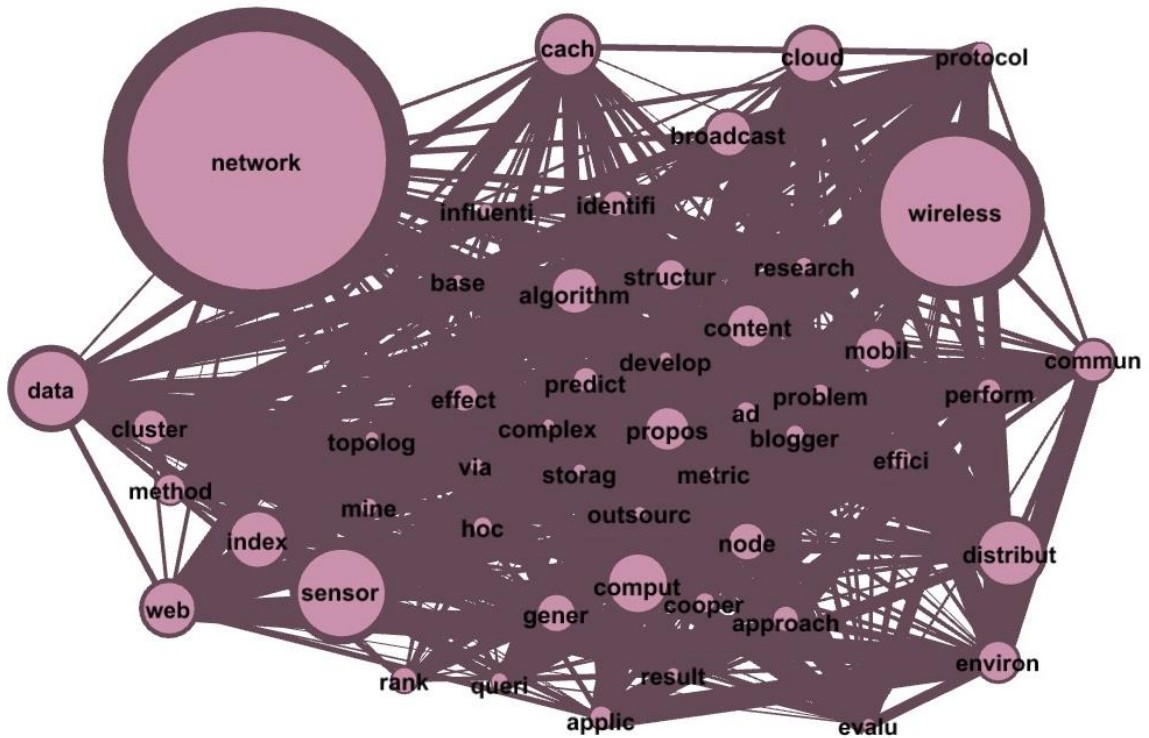 cach
cloud
protocol
broadcast
network
influenti
identifi
wireless
base
algorithm
structur
research
content
mobil
commun
data
develop
predict
effect
problem
perform
ad
cluster
topolog
complex
propos
blogger
via
storag
metric
effici
method
mine
hoc
outsourc
index
node
distribut
sensor
comput
web
gener
cooper
approach
environ
rank
queri
result
applic
evalu